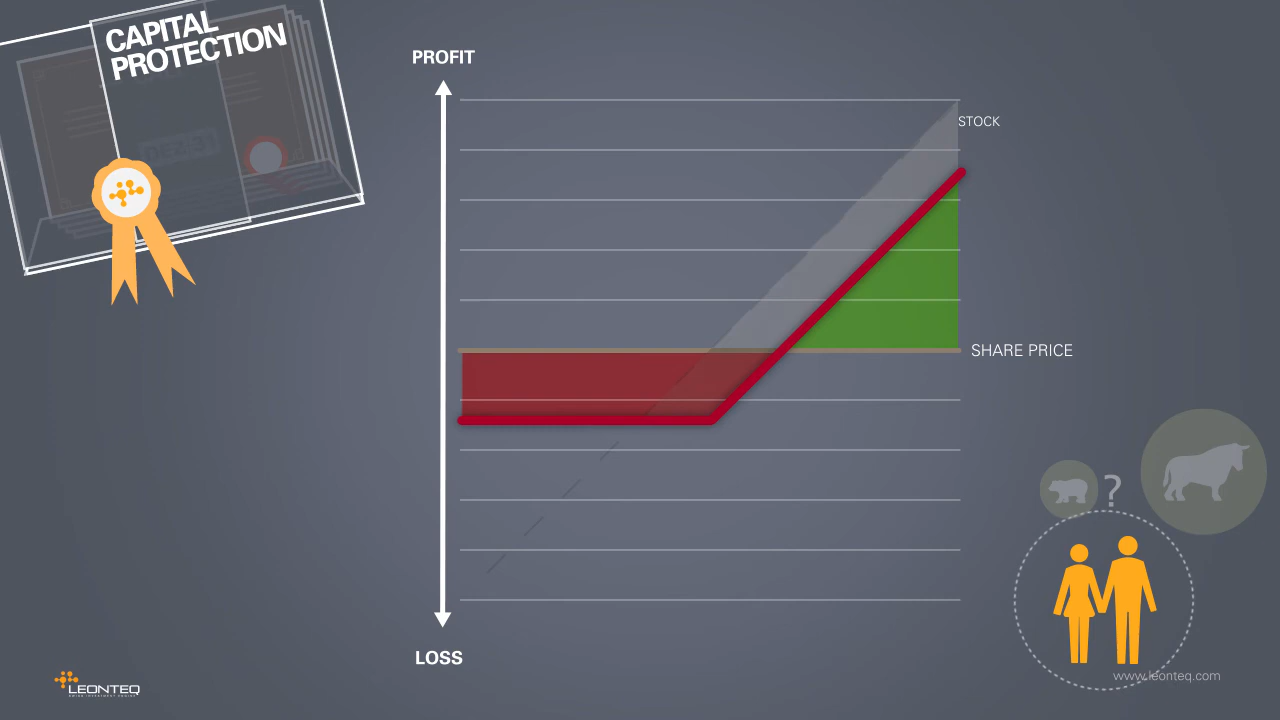 CAPITAL
PROTECTION
PROFIT
STOCK
SHARE PRICE
?
LOSS
LEONTEQ
www.leonteq.com